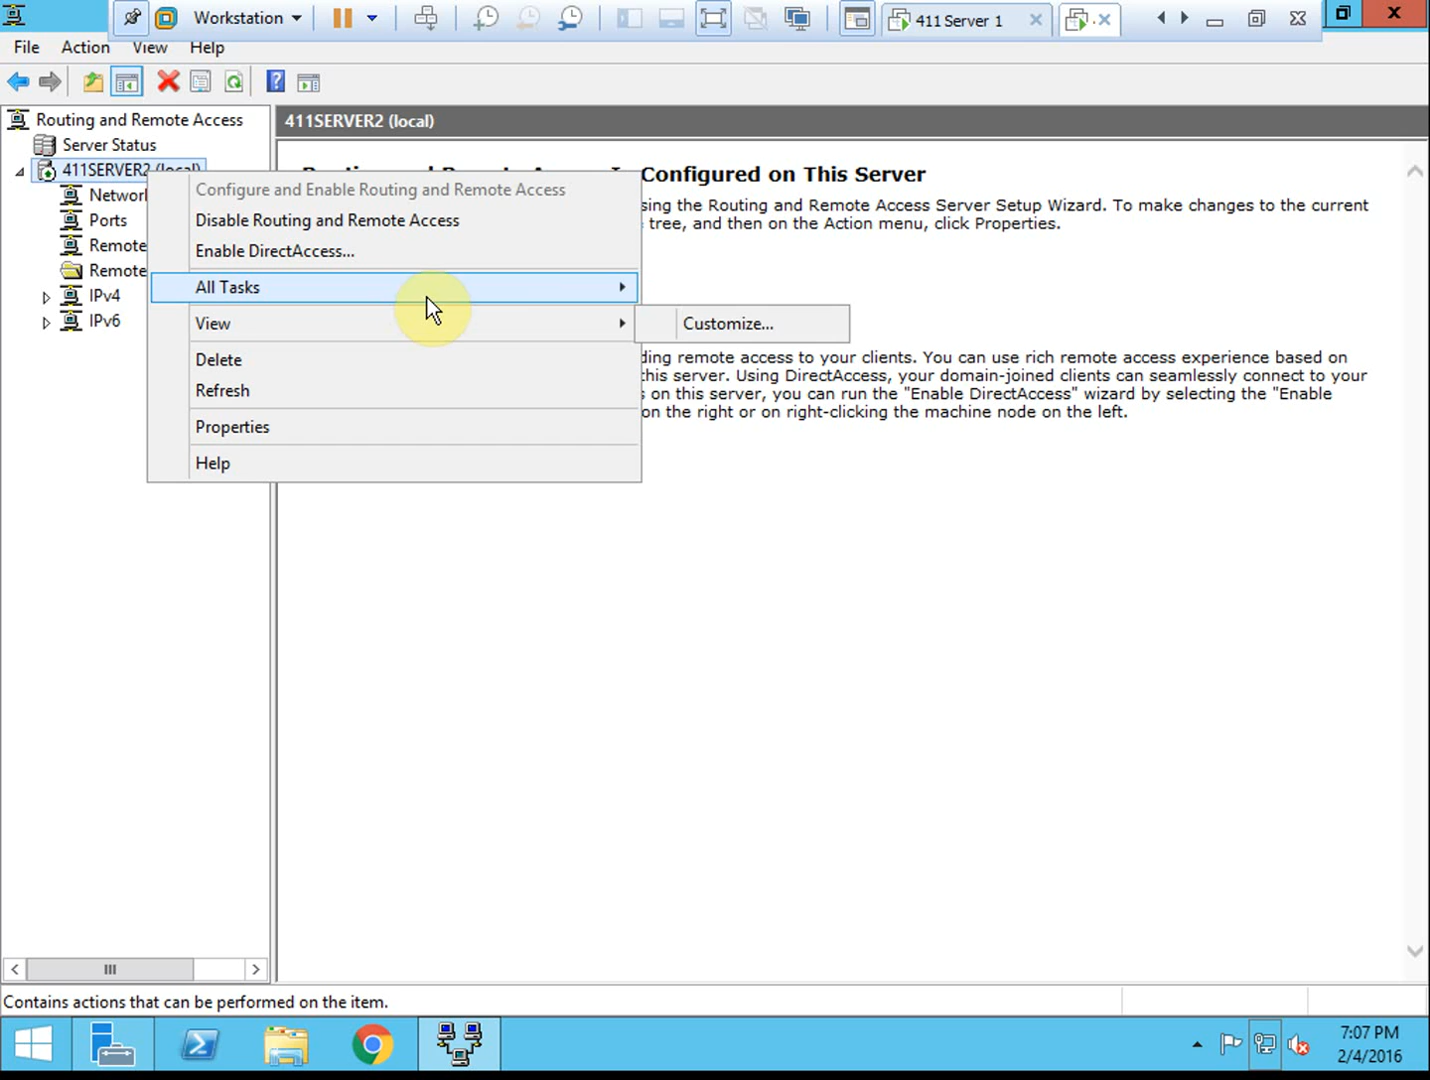 Workstation
411 Server 1
File Action View Help
Routing and Remote Access
Server Status
411SERVER2 (local)
Ports
Remote
Remote
IPv4
IPv6
411SERVER2 (local)
Configured on This Server
sing the Routing and Remote Access Server Setup Wizard. To make changes to the current
tree, and then on the Action menu, click Properties.
ding remote access to your clients. You can use rich remote access experience based on
this server. Using DirectAccess, your domain-joined clients can seamlessly connect to your
s on this server, you can run the "Enable DirectAccess" wizard by selecting the "Enable
on the right or on right-clicking the machine node on the left.
Configure and Enable Routing and Remote Access
Disable Routing and Remote Access
Enable DirectAccess...
All Tasks
View
Delete
Refresh
Properties
Help
Customize...
Contains actions that can be performed on the item.
7:07 PM
2/4/2016